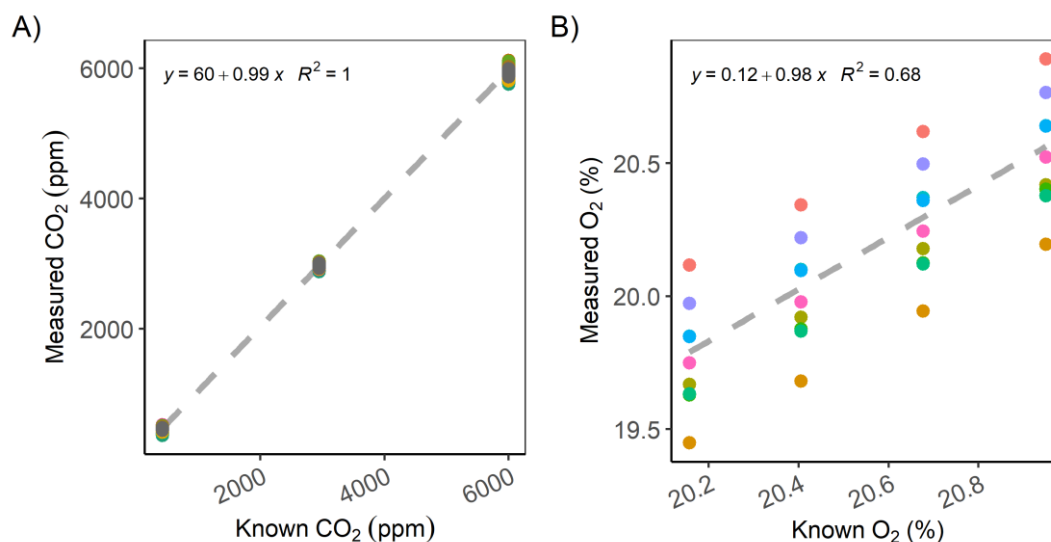 A)
y = 60 + 0.99 x R² = 1
Measured CO₂ (ppm)
6000
4000
2000
2000
4000
6000
Known CO₂ (ppm)
B)
y = 0.12 + 0.98 x R² = 0.68
Measured O₂ (%)
20.5
20.0
19.5
20.2
20.4
20.6
20.8
Known O₂ (%)